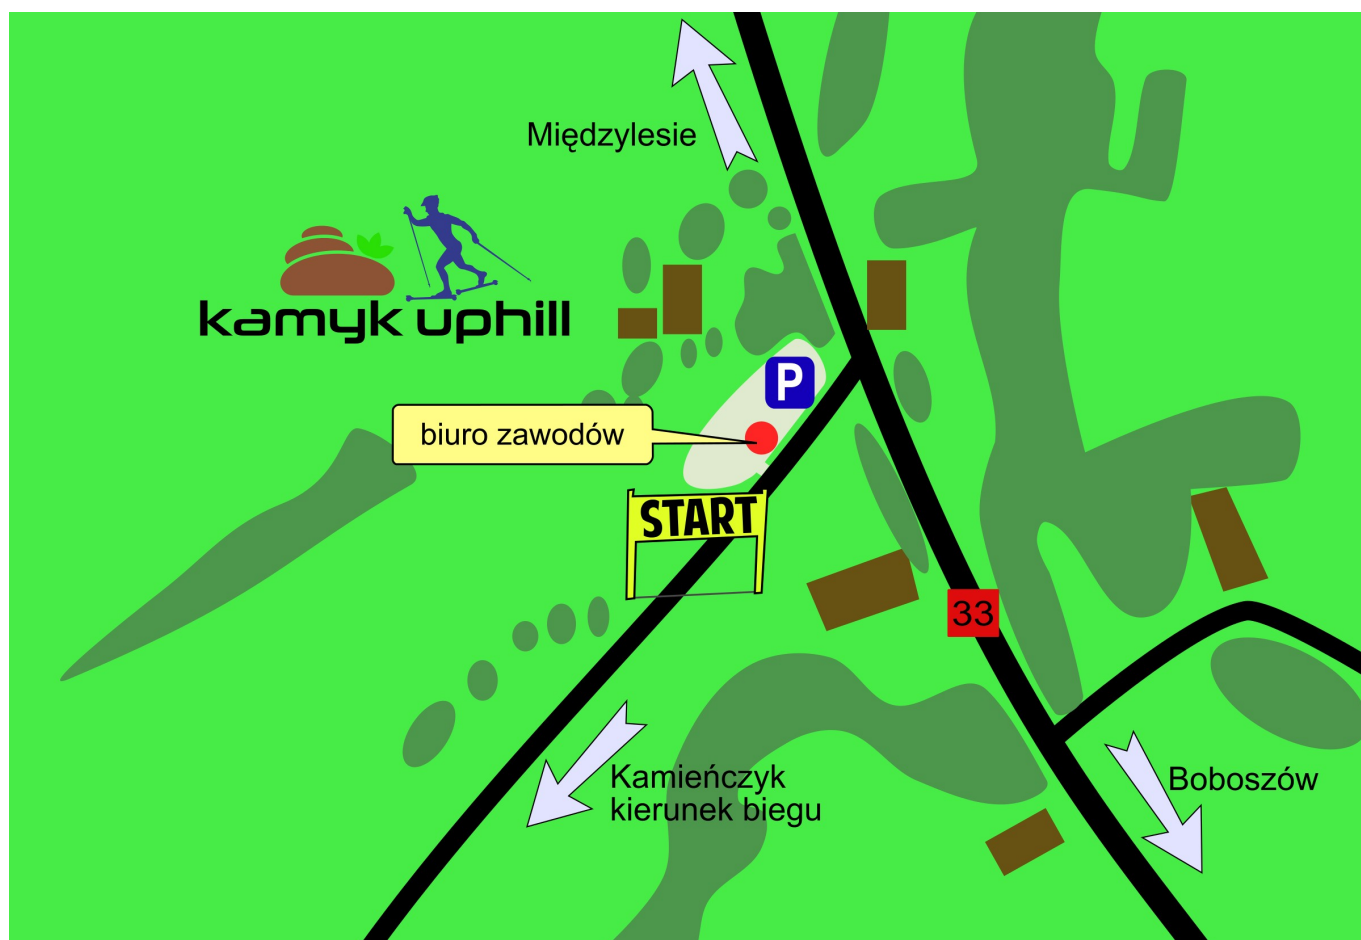 Międzylesie
kamyk uphill
P
biuro zawodów
START
33
Kamieńczyk
kierunek biegu
Boboszów